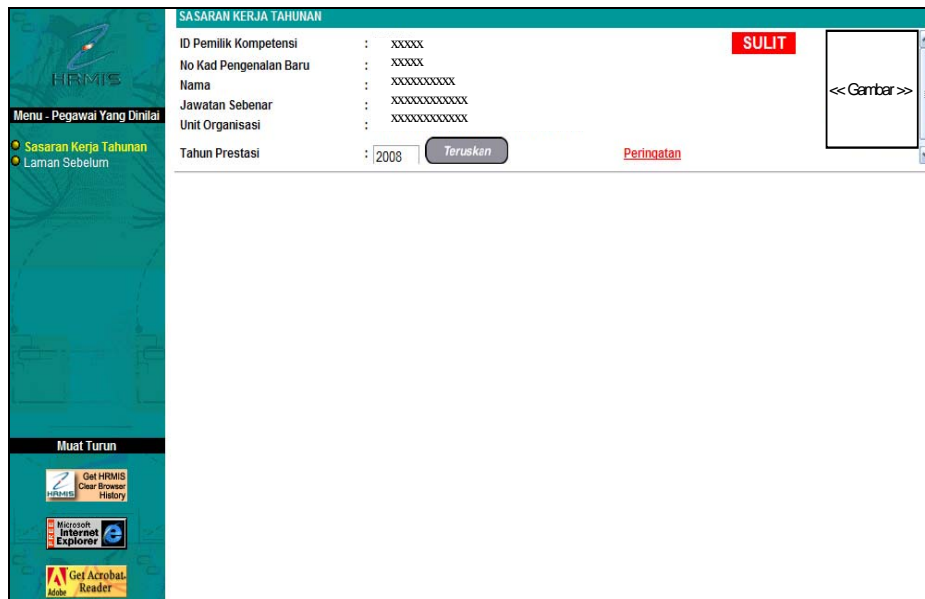 SASARAN KERJA TAHUNAN
ID Pemilik Kompetensi : xxxxx
SULIT
No Kad Pengenalan Baru : xxxxx
Nama : xxxxxxxxxx
<< Gambar >>
Jawatan Sebenar : xxxxxxxxxxxx
Unit Organisasi : xxxxxxxxxxxx
Tahun Prestasi : 2008 Teruskan Peringatan
HRMIS
Menu - Pegawai Yang Dinilai
Sasaran Kerja Tahunan
Laman Sebelum
Muat Turun
HRMIS
Get HRMIS
Clear Browser
History
FREE
Microsoft
Internet
Explorer
Adobe
Get Acrobat
Reader